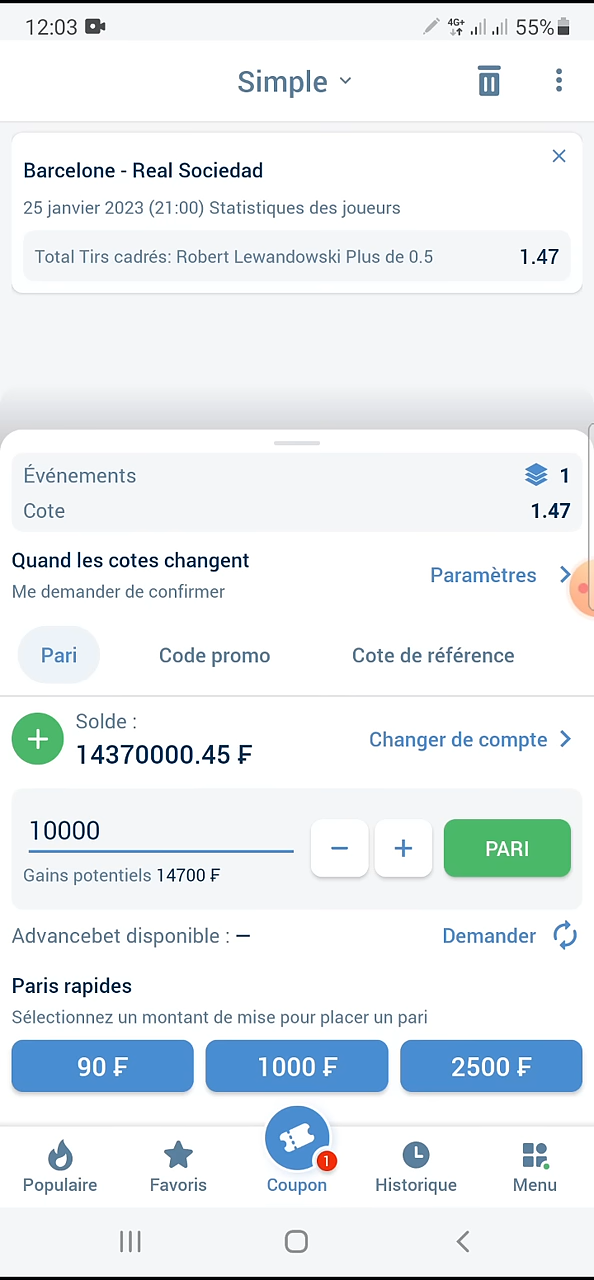 12:03 4G+ 55%
Simple
Barcelone - Real Sociedad
25 janvier 2023 (21:00) Statistiques des joueurs
Total Tirs cadrés: Robert Lewandowski Plus de 0.5 1.47
Événements 1
Cote 1.47
Quand les cotes changent
Me demander de confirmer
Paramètres
Pari Code promo Cote de référence
Solde :
14370000.45 ₣
Changer de compte
10000
Gains potentiels 14700 ₣
− +
PARI
Advancebet disponible : — Demander
Paris rapides
Sélectionnez un montant de mise pour placer un pari
90 ₣ 1000 ₣ 2500 ₣
1
Populaire Favoris Coupon Historique Menu